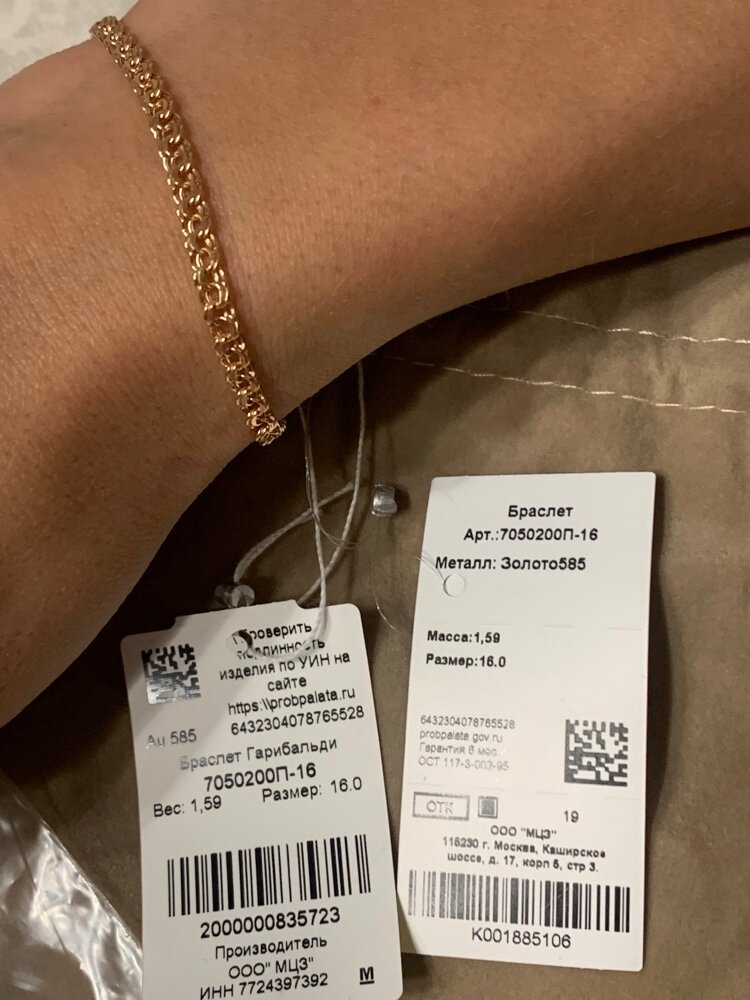 Проверить
подлинность
изделия по УИН на
сайте
https:\\probpalata.ru
6432304078765528
Au 585
Браслет Гарибальди
7050200П-16
Вес: 1,59 Размер: 16.0
2000000835723
Производитель
ООО" МЦЗ"
ИНН 7724397392 М
Браслет
Арт.:7050200П-16
Металл: Золото585
Масса:1,59
Размер:16.0
6432304078765528
probpalata.gov.ru
Гарантия 6 мес.
ОСТ 117-3-002-95
ОТК 19
ООО "МЦЗ"
115230 г. Москва, Каширское
шоссе, д. 17, корп 5, стр 3.
K001885106